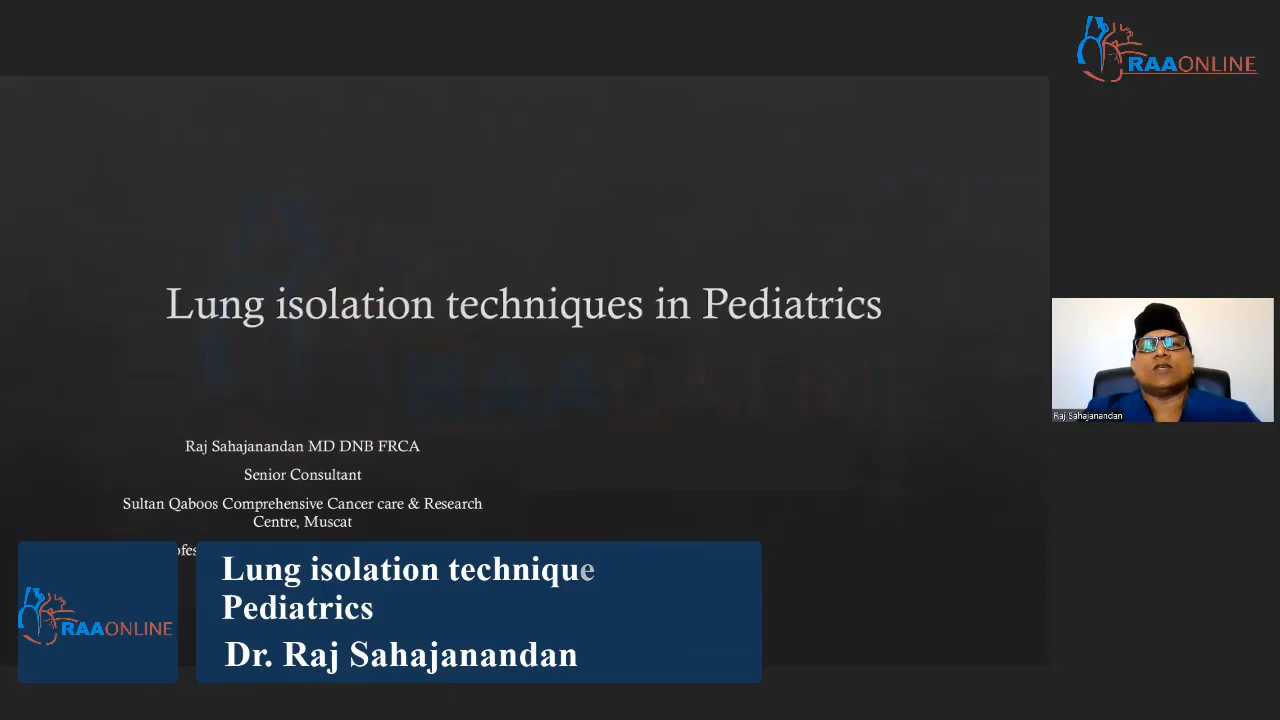 RAAONLINE
Lung isolation techniques in Pediatrics
Raj Sahajanandan
Raj Sahajanandan MD DNB FRCA
Senior Consultant
Sultan Qaboos Comprehensive Cancer care & Research
Centre, Muscat
Lung isolation technique
Pediatrics
Dr. Raj Sahajanandan
RAAONLINE